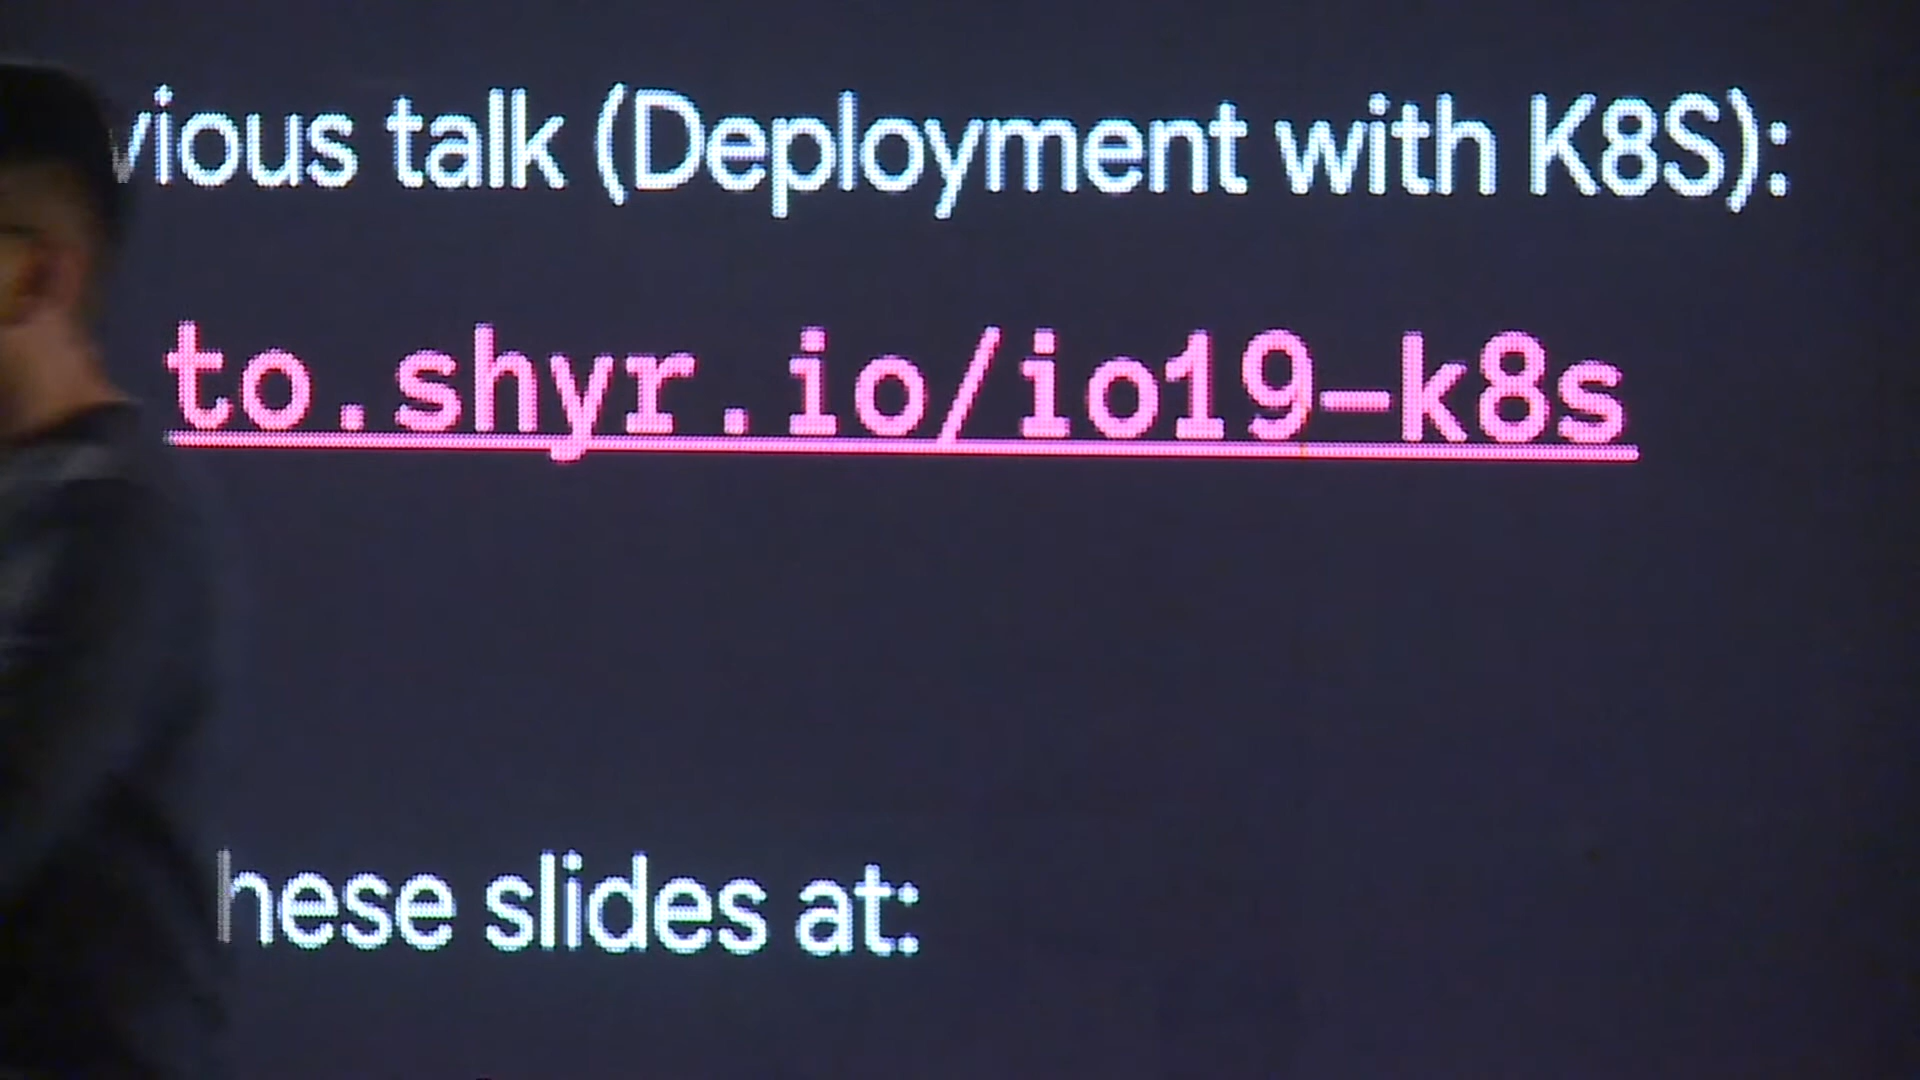 vious talk (Deployment with K8S):
to.shyr.io/io19-k8s
hese slides at: